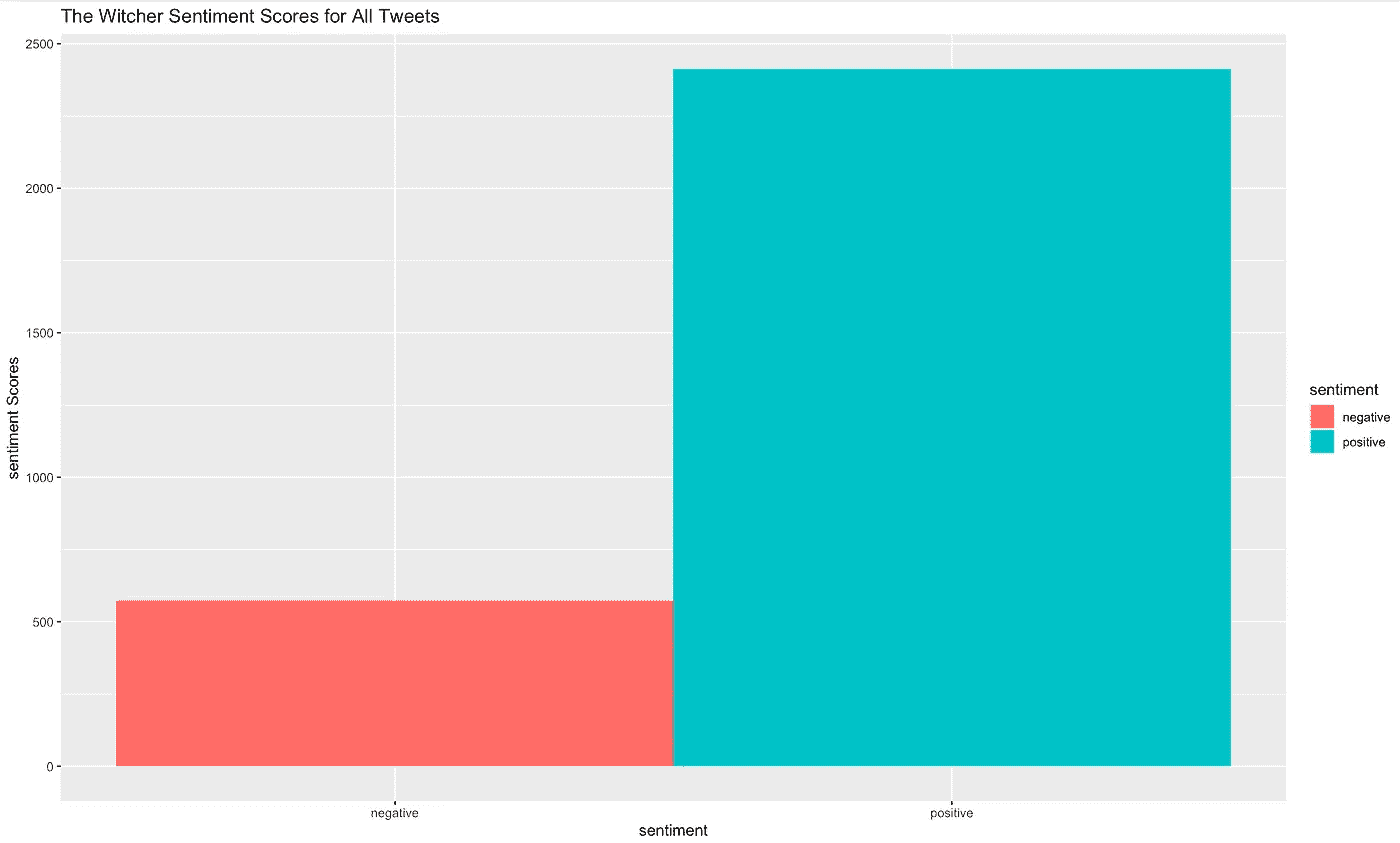 The Witcher Sentiment Scores for All Tweets
2500
2000
1500
1000
500
0
sentiment Scores
negative
positive
sentiment
sentiment
negative
positive